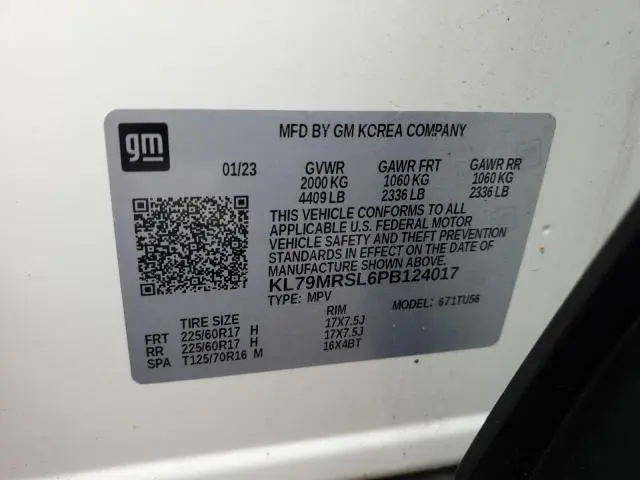 gm
MFD BY GM KOREA COMPANY
01/23 GVWR GAWR FRT GAWR RR
2000 KG 1060 KG 1060 KG
4409 LB 2336 LB 2336 LB
THIS VEHICLE CONFORMS TO ALL
APPLICABLE U.S. FEDERAL MOTOR
VEHICLE SAFETY AND THEFT PREVENTION
STANDARDS IN EFFECT ON THE DATE OF
MANUFACTURE SHOWN ABOVE.
KL79MRSL6PB124017
TYPE: MPV MODEL: 671TU56
TIRE SIZE RIM
FRT 225/60R17 H 17X7.5J
RR 225/60R17 H 17X7.5J
SPA T125/70R16 M 16X4BT